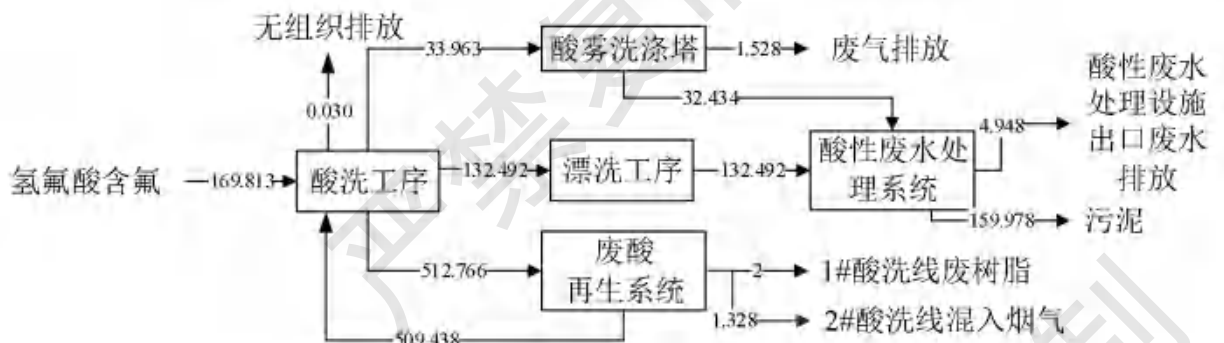 无组织排放
33.963
酸雾洗涤塔
1.528
废气排放
0.030
32.434
酸性废水
处理设施
出口废水
排放
4.948
氢氟酸含氟
169.813
酸洗工序
132.492
漂洗工序
132.492
酸性废水处
理系统
159.978
污泥
512.766
废酸
再生系统
2
1#酸洗线废树脂
1.328
2#酸洗线混入烟气
509.438
严禁复制